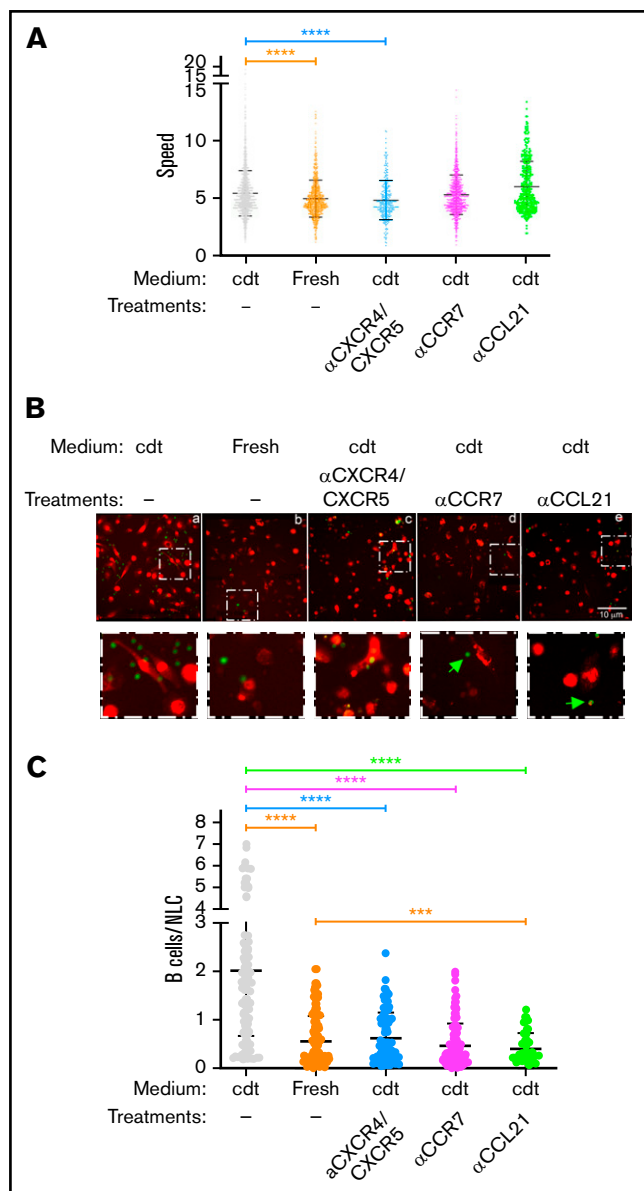 A
****
****
20
15
15
10
5
0
Speed
Medium: cdt Fresh cdt cdt cdt
Treatments: – – αCXCR4/ CXCR5 αCCR7 αCCL21
B
Medium: cdt Fresh cdt cdt cdt
αCXCR4/
Treatments: – – CXCR5 αCCR7 αCCL21
a b c d e
10 μm
C
****
****
****
****
***
8
7
6
5
4
3
2
1
0
B cells/NLC
Medium: cdt Fresh cdt cdt cdt
Treatments: – – aCXCR4/ CXCR5 αCCR7 αCCL21